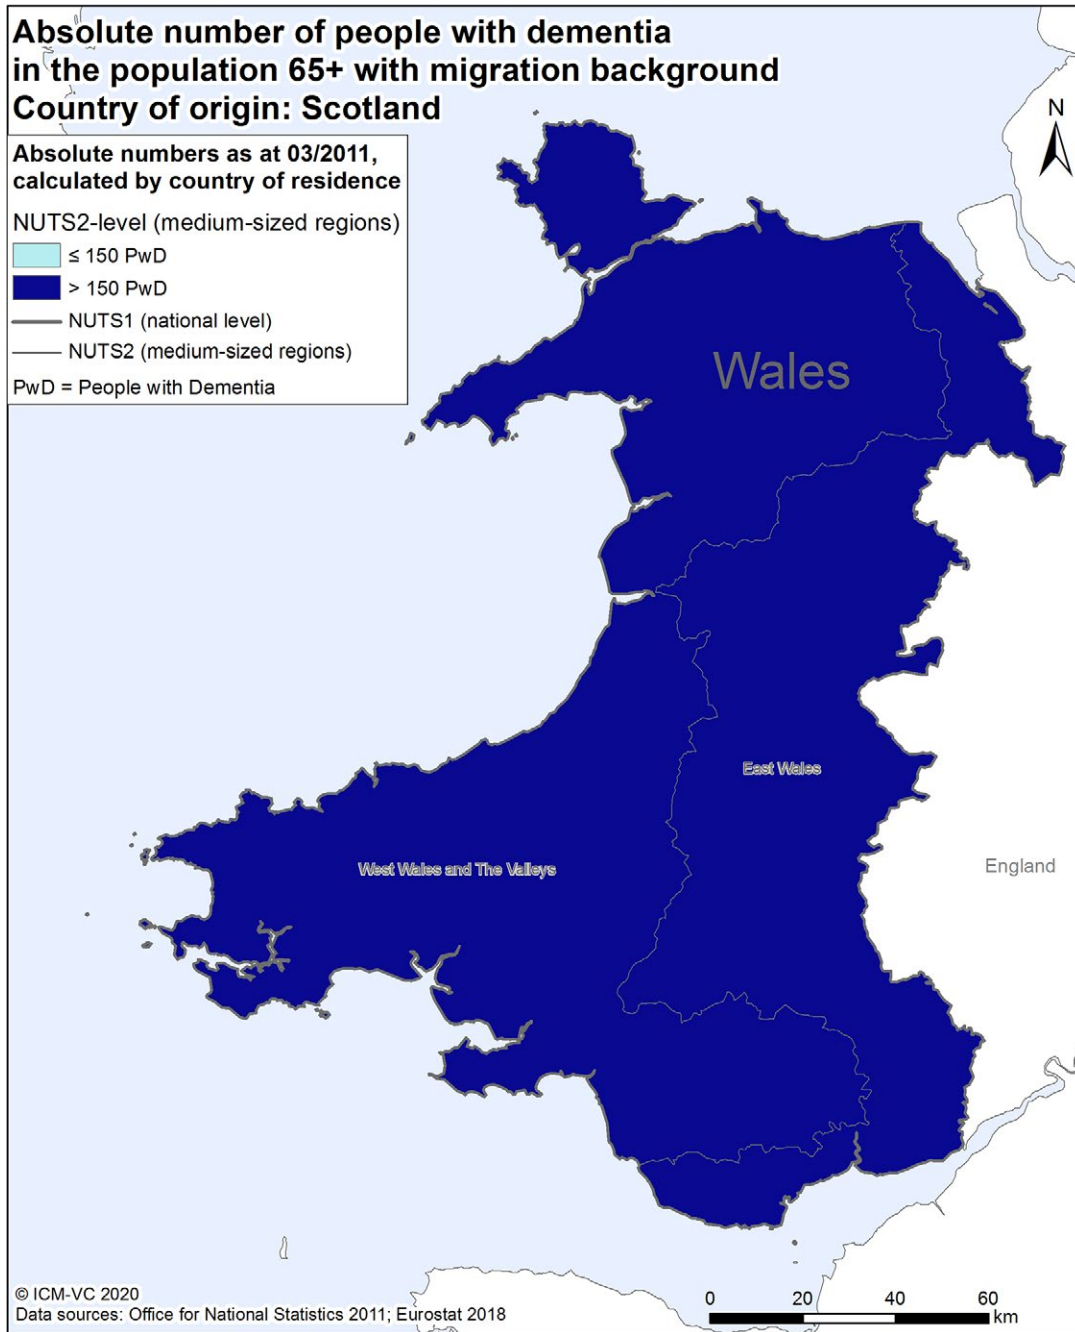 Absolute number of people with dementia
in the population 65+ with migration background
Country of origin: Scotland
Absolute numbers as at 03/2011,
calculated by country of residence
NUTS2-level (medium-sized regions)
≤ 150 PwD
> 150 PwD
NUTS1 (national level)
NUTS2 (medium-sized regions)
PwD = People with Dementia
N
Wales
East Wales
West Wales and The Valleys
England
© ICM-VC 2020
Data sources: Office for National Statistics 2011; Eurostat 2018
0 20 40 60
km